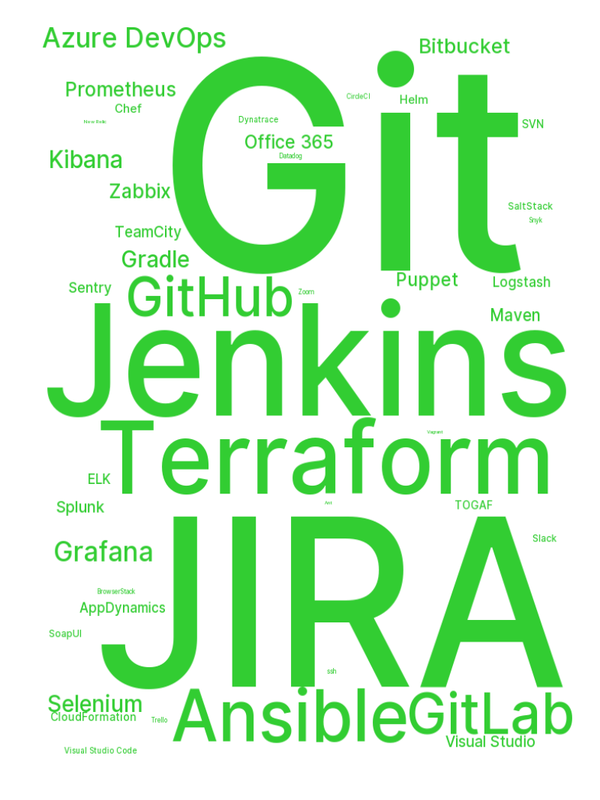 Azure DevOps
Bitbucket
Git
Prometheus
CircleCI
Helm
Chef
Dynatrace
SVN
Office 365
Datadog
Kibana
Zabbix
SaltStack
Snyk
TeamCity
Gradle
Puppet
Logstash
Sentry
GitHub
Zoom
Maven
Jenkins
Terraform
ELK
Splunk
TOGAF
JIRA
Slack
Grafana
BrowserStack
AppDynamics
SoapUI
ssh
Selenium
Ansible
GitLab
CloudFormation
Trello
Visual Studio
Visual Studio Code